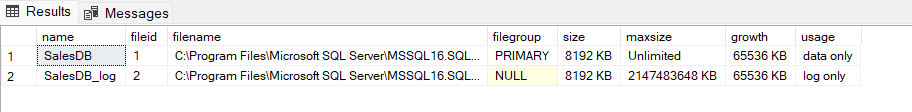 Results Messages
name fileid filename filegroup size maxsize growth usage
1 SalesDB 1 C:\Program Files\Microsoft SQL Server\MSSQL16.SQL... PRIMARY 8192 KB Unlimited 65536 KB data only
2 SalesDB_log 2 C:\Program Files\Microsoft SQL Server\MSSQL16.SQL... NULL 8192 KB 2147483648 KB 65536 KB log only